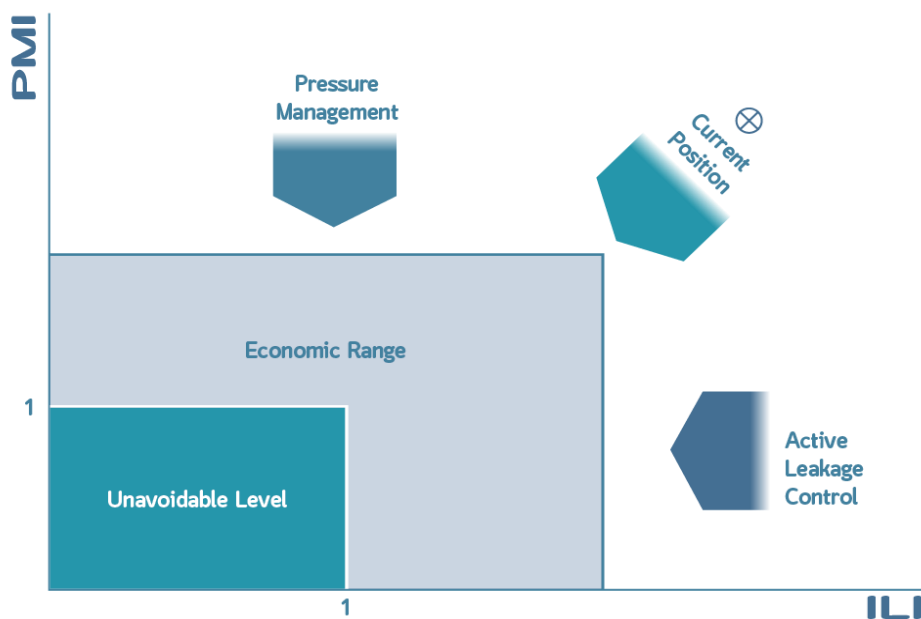 PMI
Pressure
Management
Current
Position
Economic Range
1
Unavoidable Level
Active
Leakage
Control
1
ILI